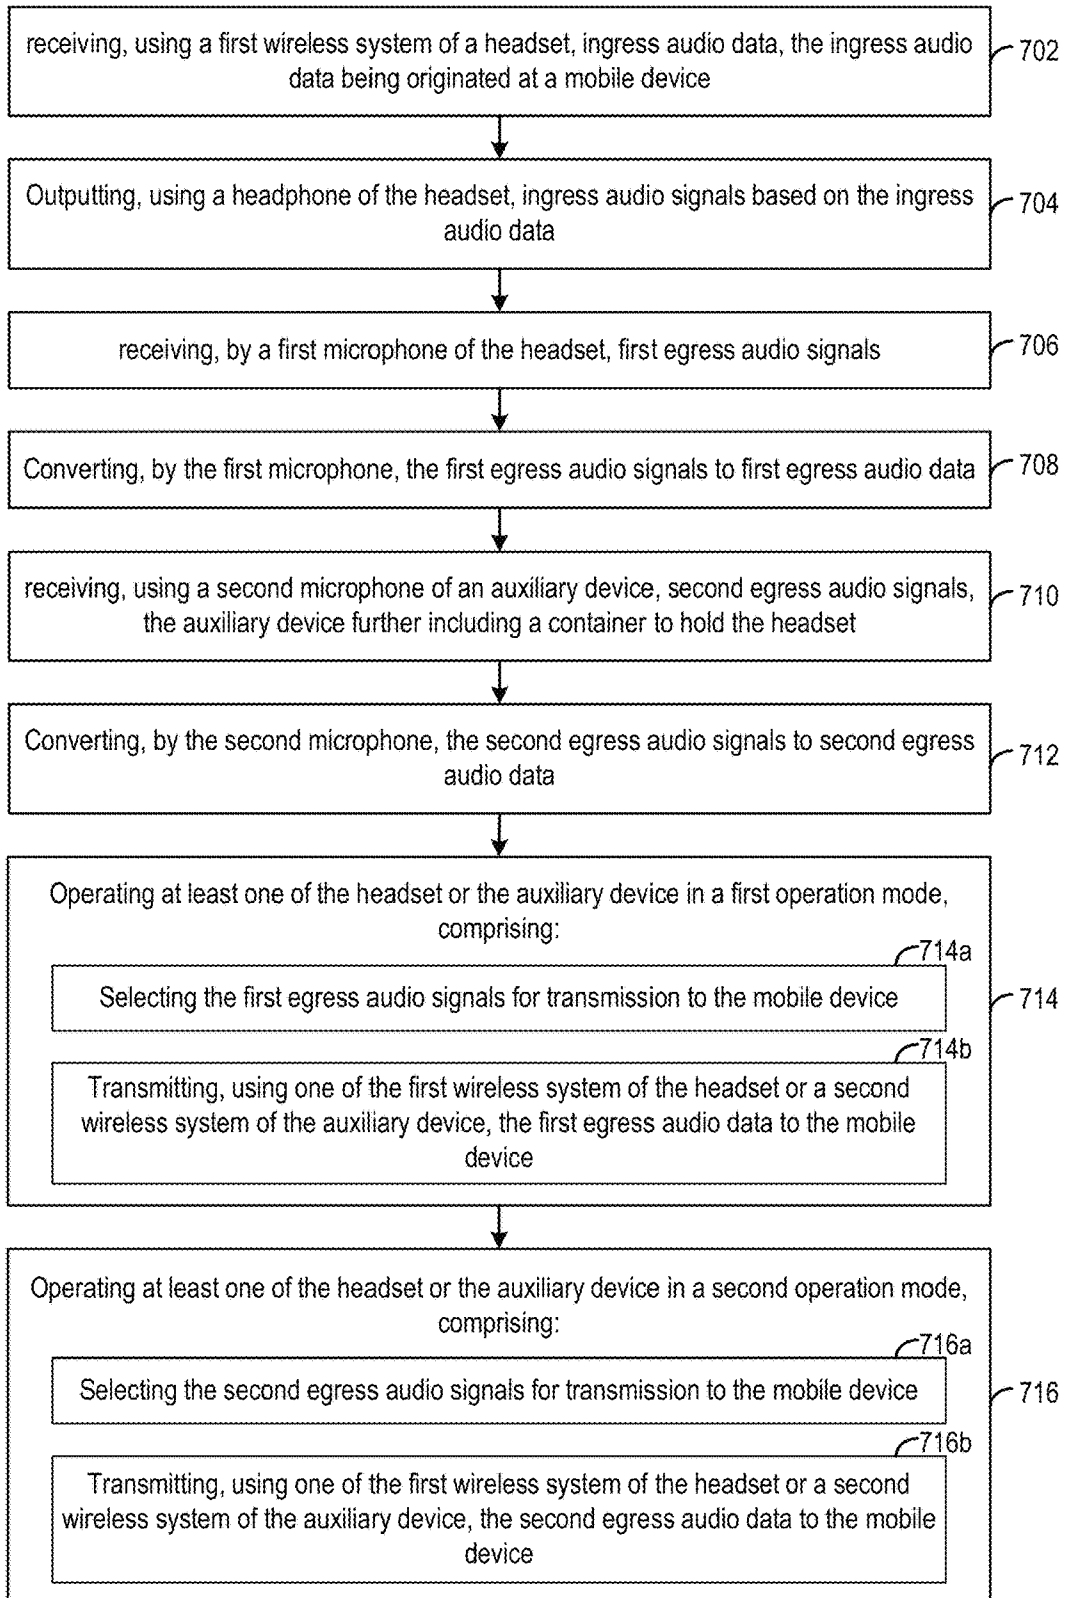 receiving, using a first wireless system of a headset, ingress audio data, the ingress audio
data being originated at a mobile device
702
Outputting, using a headphone of the headset, ingress audio signals based on the ingress
audio data
704
receiving, by a first microphone of the headset, first egress audio signals
706
Converting, by the first microphone, the first egress audio signals to first egress audio data
708
receiving, using a second microphone of an auxiliary device, second egress audio signals,
the auxiliary device further including a container to hold the headset
710
Converting, by the second microphone, the second egress audio signals to second egress
audio data
712
Operating at least one of the headset or the auxiliary device in a first operation mode,
comprising:
714a
Selecting the first egress audio signals for transmission to the mobile device
714
714b
Transmitting, using one of the first wireless system of the headset or a second
wireless system of the auxiliary device, the first egress audio data to the mobile
device
Operating at least one of the headset or the auxiliary device in a second operation mode,
comprising:
716a
Selecting the second egress audio signals for transmission to the mobile device
716
716b
Transmitting, using one of the first wireless system of the headset or a second
wireless system of the auxiliary device, the second egress audio data to the mobile
device